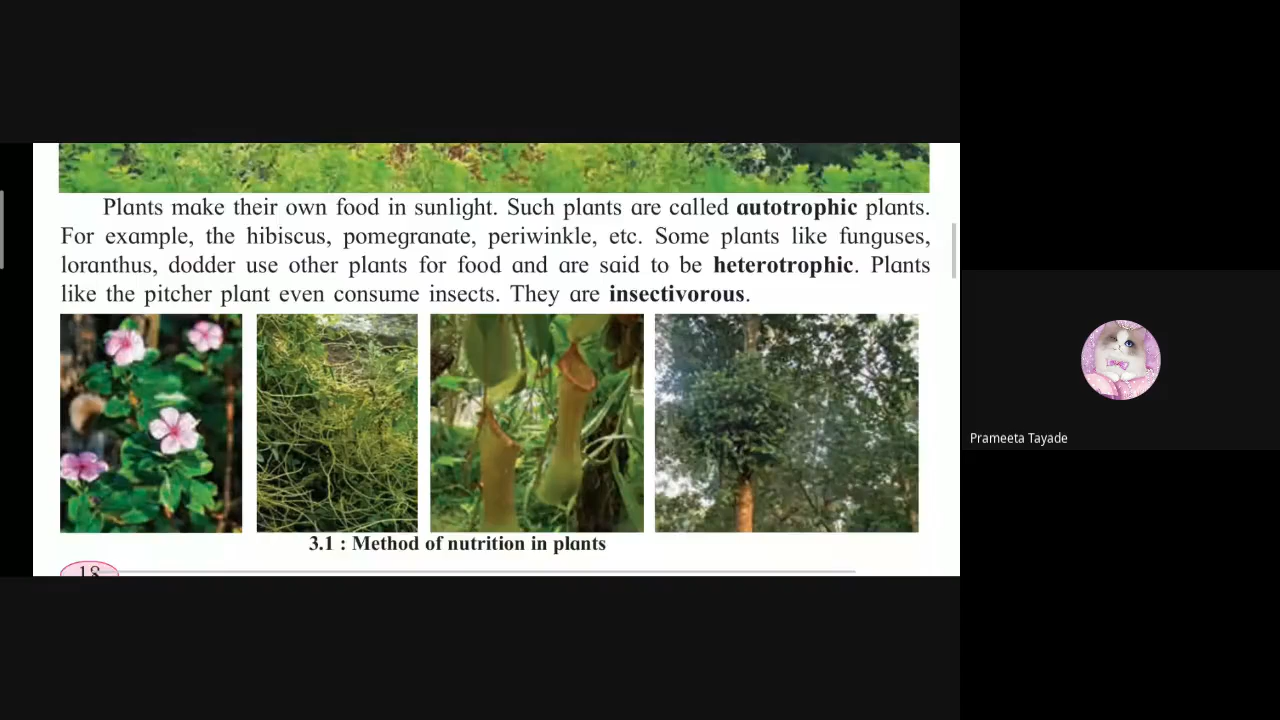 Plants make their own food in sunlight. Such plants are called autotrophic plants.
For example, the hibiscus, pomegranate, periwinkle, etc. Some plants like funguses,
loranthus, dodder use other plants for food and are said to be heterotrophic. Plants
like the pitcher plant even consume insects. They are insectivorous.
3.1 : Method of nutrition in plants
18
Prameeta Tayade